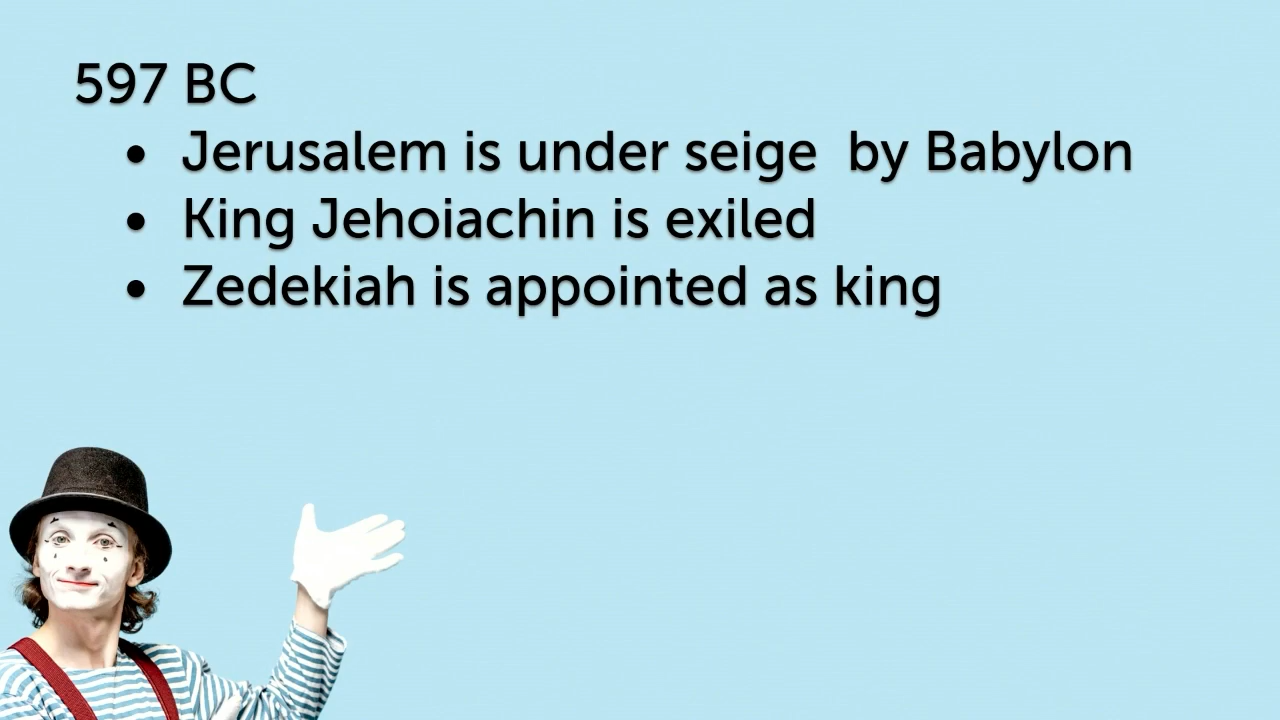 597 BC
• Jerusalem is under seige  by Babylon
• King Jehoiachin is exiled
• Zedekiah is appointed as king